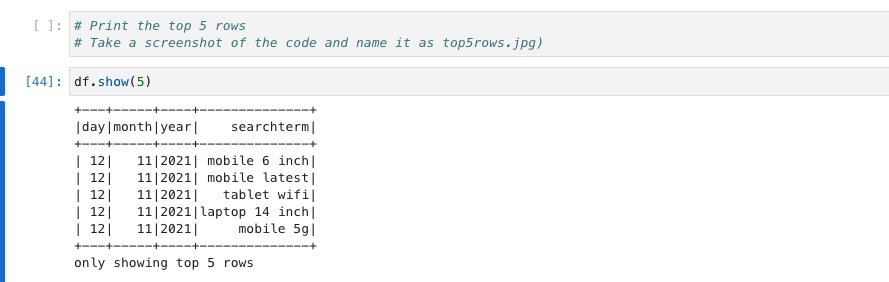 [ ]: # Print the top 5 rows
# Take a screenshot of the code and name it as top5rows.jpg)
[44]: df.show(5)
+---+-----+----+--------------+
|day|month|year|    searchterm|
+---+-----+----+--------------+
| 12|   11|2021| mobile 6 inch|
| 12|   11|2021| mobile latest|
| 12|   11|2021|   tablet wifi|
| 12|   11|2021|laptop 14 inch|
| 12|   11|2021|     mobile 5g|
+---+-----+----+--------------+
only showing top 5 rows